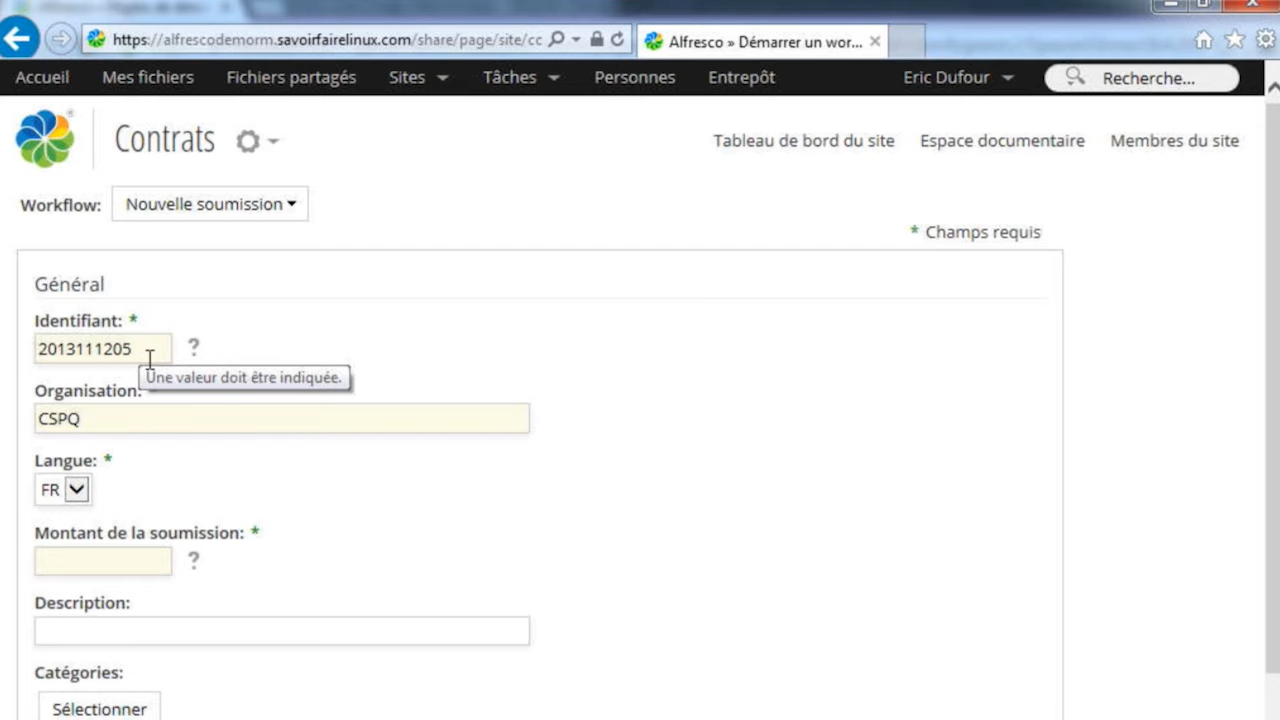 https://alfrescodemorm.savoirfairelinux.com/share/page/site/cc
Alfresco » Démarrer un wor...
Accueil Mes fichiers Fichiers partagés Sites Tâches Personnes Entrepôt Eric Dufour Recherche...
Contrats Tableau de bord du site Espace documentaire Membres du site
Workflow: Nouvelle soumission
* Champs requis
Général
Identifiant: *
2013111205 ?
Une valeur doit être indiquée.
Organisation:
CSPQ
Langue: *
FR
Montant de la soumission: *
?
Description:
Catégories:
Sélectionner